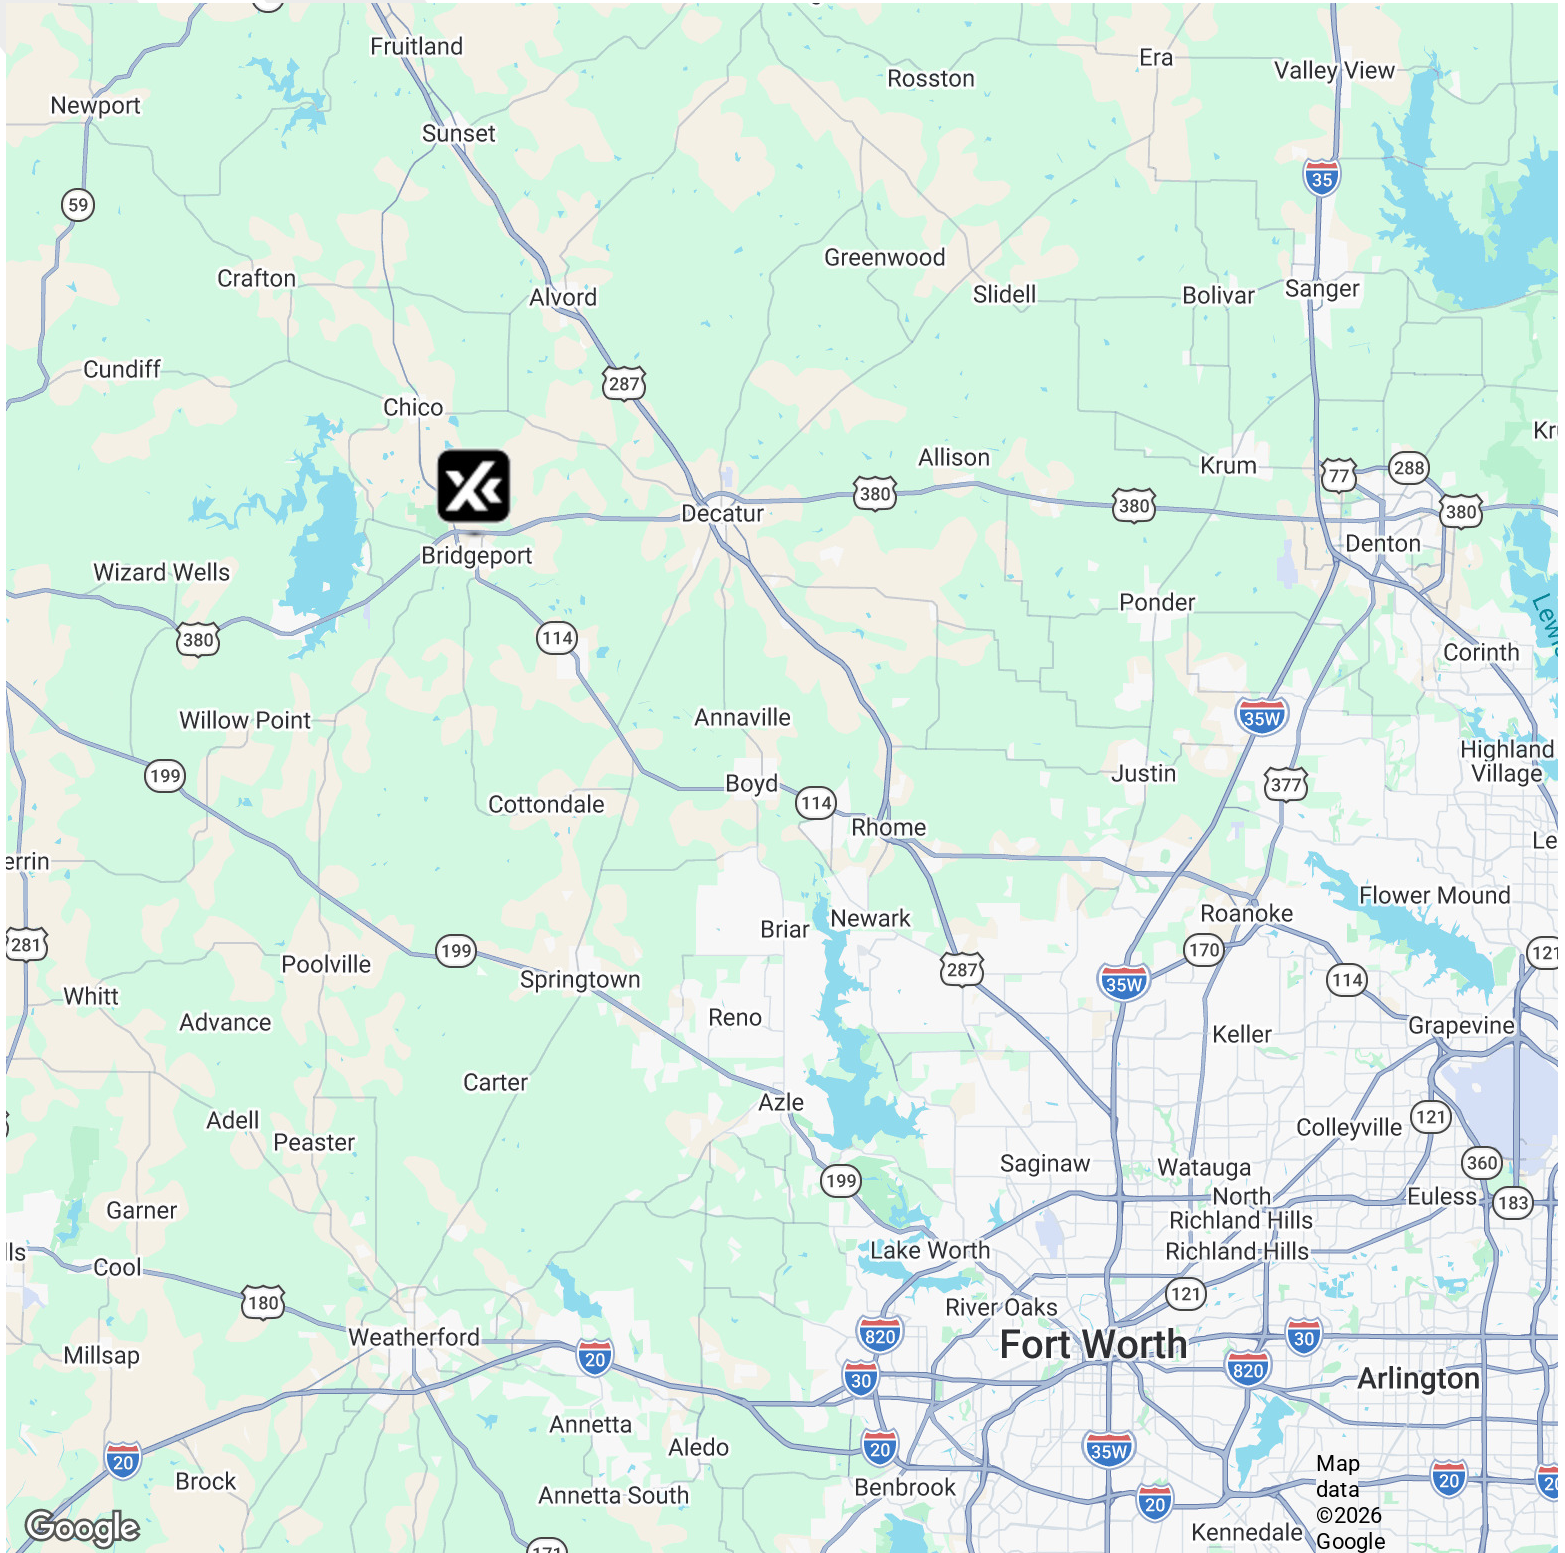 Fruitland
Era
Rosston
Valley View
Newport
Sunset
35
59
Greenwood
Crafton
Slidell
Bolivar
Sanger
Alvord
Cundiff
287
Chico
Allison
Krum
77
288
380
380
380
Decatur
Denton
Bridgeport
Wizard Wells
Ponder
380
114
Corinth
Willow Point
Annaville
35W
Highland
Village
199
Justin
377
Boyd
Cottondale
114
Rhome
errin
Flower Mound
Newark
Roanoke
Briar
281
199
170
121
Poolville
287
35W
114
Springtown
Whitt
Reno
Advance
Keller
Grapevine
Carter
Azle
Adell
Peaster
121
Colleyville
Saginaw
Watauga
360
199
North
Richland Hills
Euless
183
Garner
Lake Worth
Richland Hills
lls
Cool
180
121
River Oaks
820
Weatherford
Fort Worth
30
Millsap
20
30
820
Arlington
Annetta
Aledo
20
35W
20
Brock
Annetta South
Benbrook
20
20
20
Map
data
©2026
Google
Kennedale
Google
171